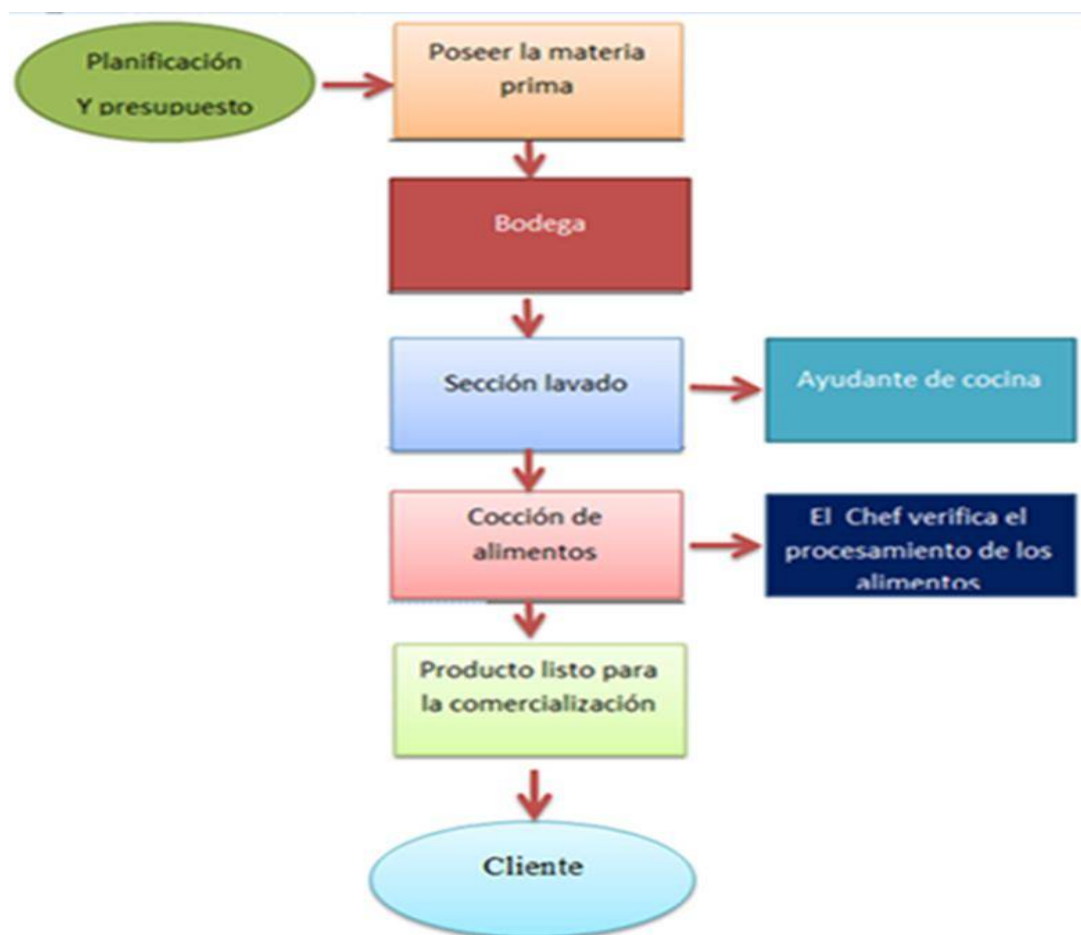 Planificación
Y presupuesto
Poseer la materia
prima
Bodega
Sección lavado
Ayudante de cocina
Cocción de
alimentos
El Chef verifica el
procesamiento de los
alimentos
Producto listo para
la comercialización
Cliente